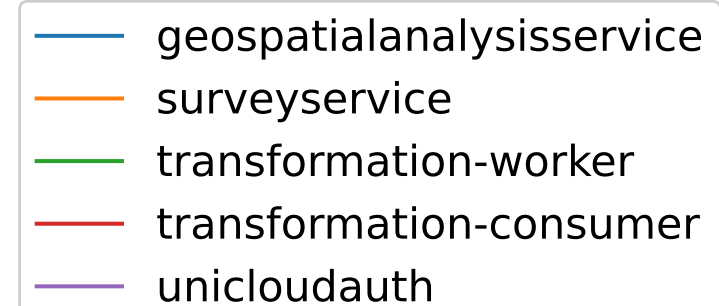 geospatialanalysisservice
surveyservice
transformation-worker
transformation-consumer
unicloudauth